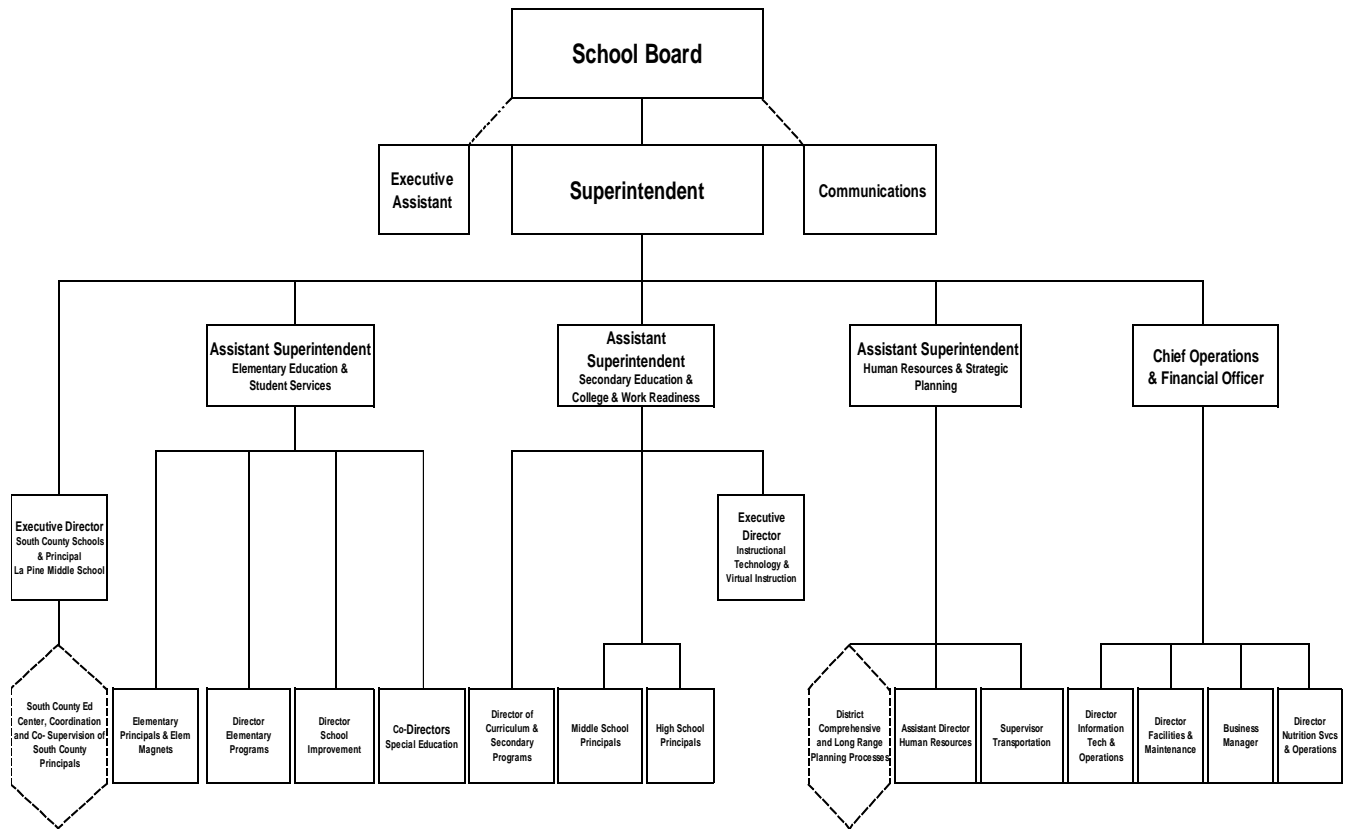 School Board
Executive
Assistant
Superintendent
Communications
Assistant Superintendent
Elementary Education &
Student Services
Assistant
Superintendent
Secondary Education &
College & Work Readiness
Assistant Superintendent
Human Resources & Strategic
Planning
Chief Operations
& Financial Officer
Executive Director
South County Schools
& Principal
La Pine Middle School
Executive
Director
Instructional
Technology &
Virtual Instruction
South County Ed
Center, Coordination
and Co- Supervision of
South County
Principals
Elementary
Principals & Elem
Magnets
Director
Elementary
Programs
Director
School
Improvement
Co-Directors
Special Education
Director of
Curriculum &
Secondary
Programs
Middle School
Principals
High School
Principals
District
Comprehensive
and Long Range
Planning Processes
Assistant Director
Human Resources
Supervisor
Transportation
Director
Information
Tech &
Operations
Director
Facilities &
Maintenance
Business
Manager
Director
Nutrition Svcs
& Operations